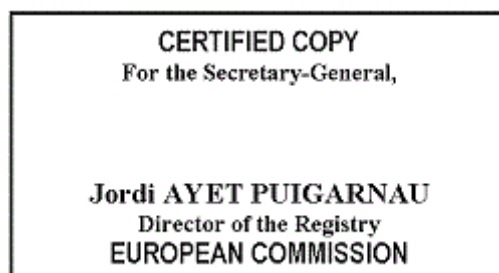 CERTIFIED COPY
For the Secretary-General,
Jordi AYET PUIGARNAU
Director of the Registry
EUROPEAN COMMISSION